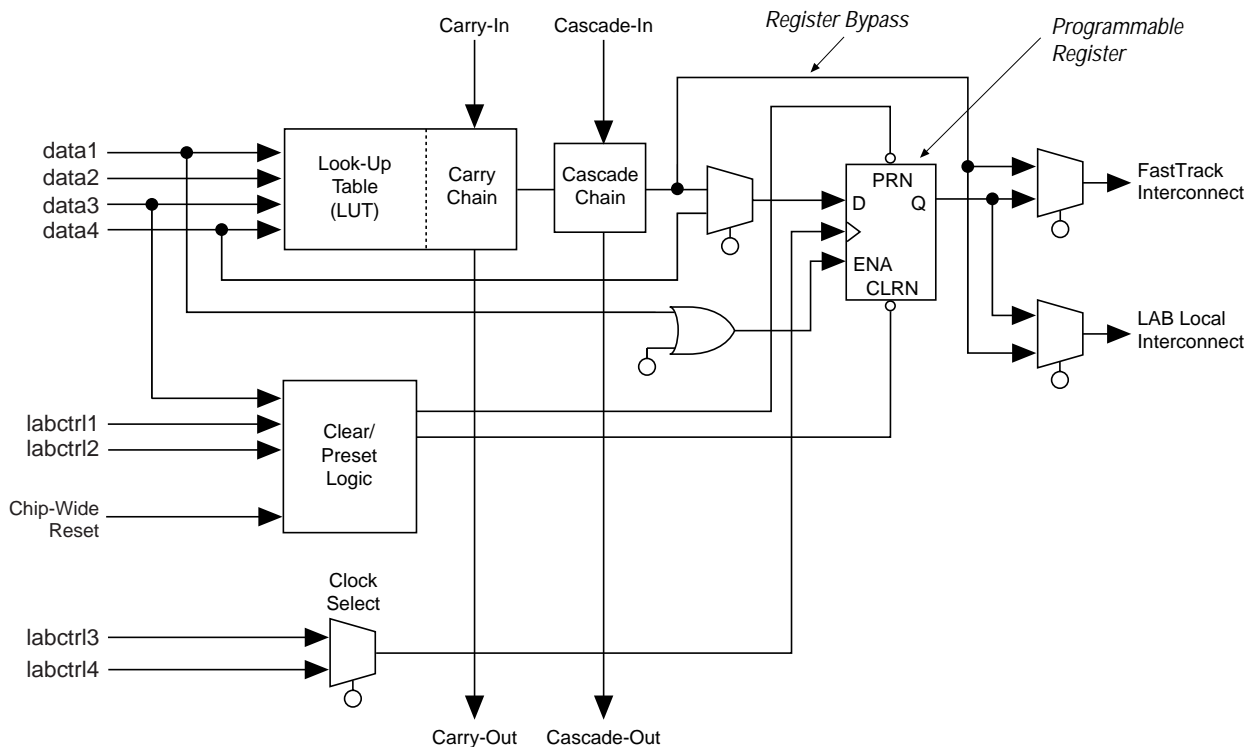 Carry-In
Cascade-In
Register Bypass
Programmable
Register
data1
data2
data3
data4
Look-Up
Table
(LUT)
Carry
Chain
Cascade
Chain
PRN
D
Q
ENA
CLRN
FastTrack
Interconnect
LAB Local
Interconnect
labctrl1
labctrl2
Chip-Wide
Reset
Clear/
Preset
Logic
Clock
Select
labctrl3
labctrl4
Carry-Out
Cascade-Out